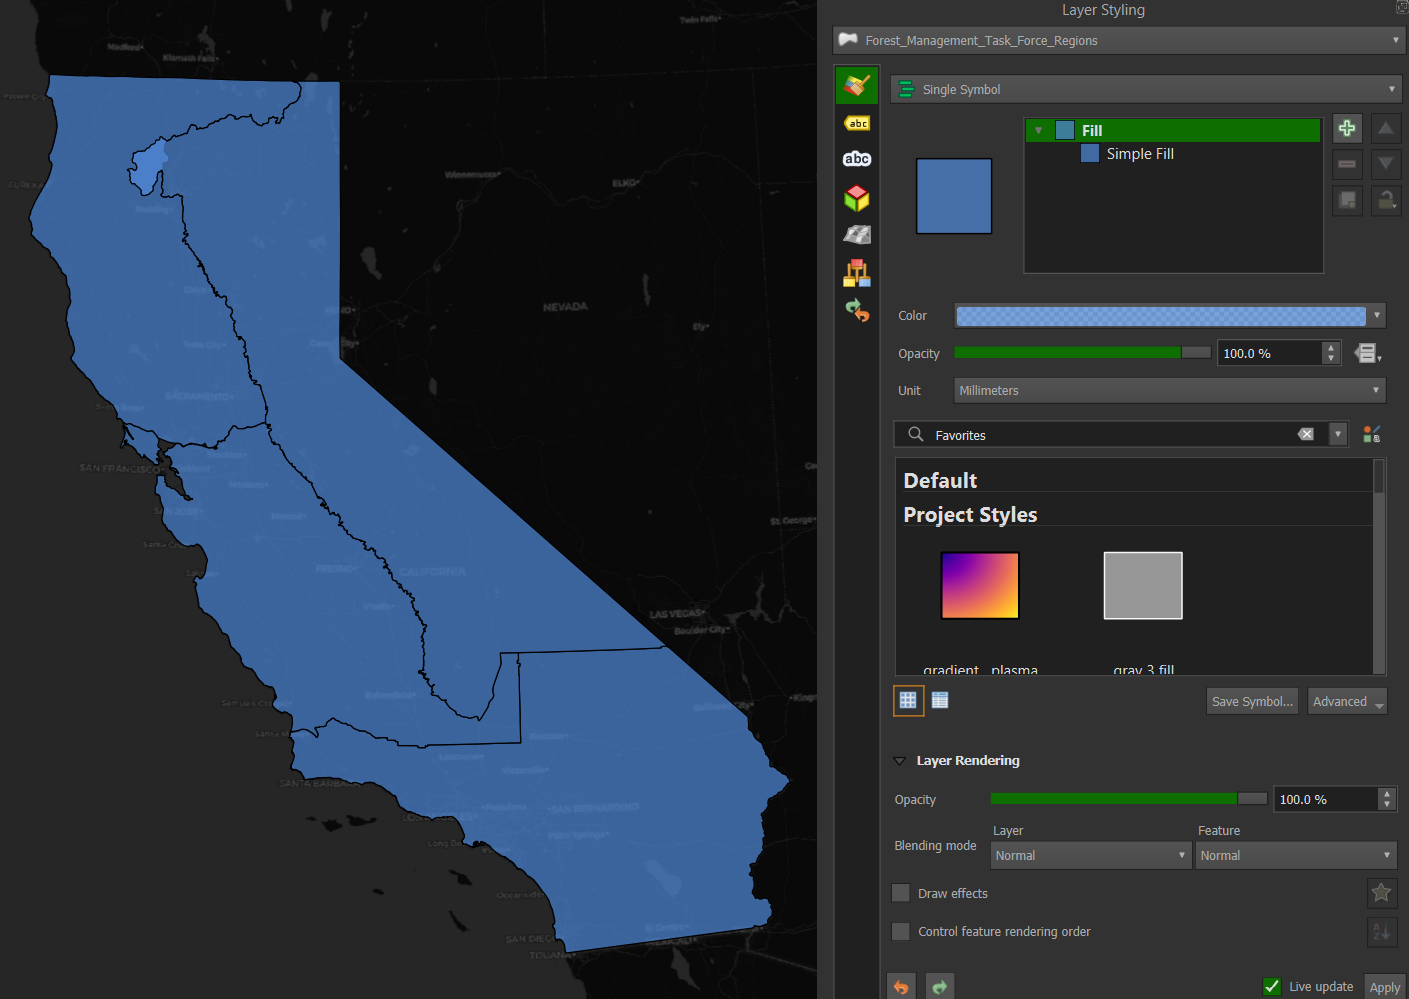 Layer Styling
Forest_Management_Task_Force_Regions
Single Symbol
Fill
Simple Fill
abc
abc
Color
Opacity
100.0 %
Unit
Millimeters
Favorites
Default
Project Styles
gradient plasma
gray 3 fill
Save Symbol...
Advanced
Layer Rendering
Opacity
100.0 %
Layer
Feature
Blending mode
Normal
Normal
Draw effects
Control feature rendering order
Live update
Apply
Twin Falls
Medford
Klamath Falls
Winnemucca
ELKO
EUREKA
Redding
NEVADA
Ely
Chico
Yuba City
Carson City
SACRAMENTO
SAN FRANCISCO
Modesto
SAN JOSE
Merced
St. George
Santa Cruz
FRESNO
CALIFORNIA
Visalia
LAS VEGAS
Boulder City
Bakersfield
Bullhead City
Santa Maria
Lancaster
Victorville
SANTA BARBARA
Pasadena
SAN BERNARDINO
LOS ANGELES
Palm Springs
Oceanside
El Centro
SAN DIEGO
MEXICALI
TIJUANA